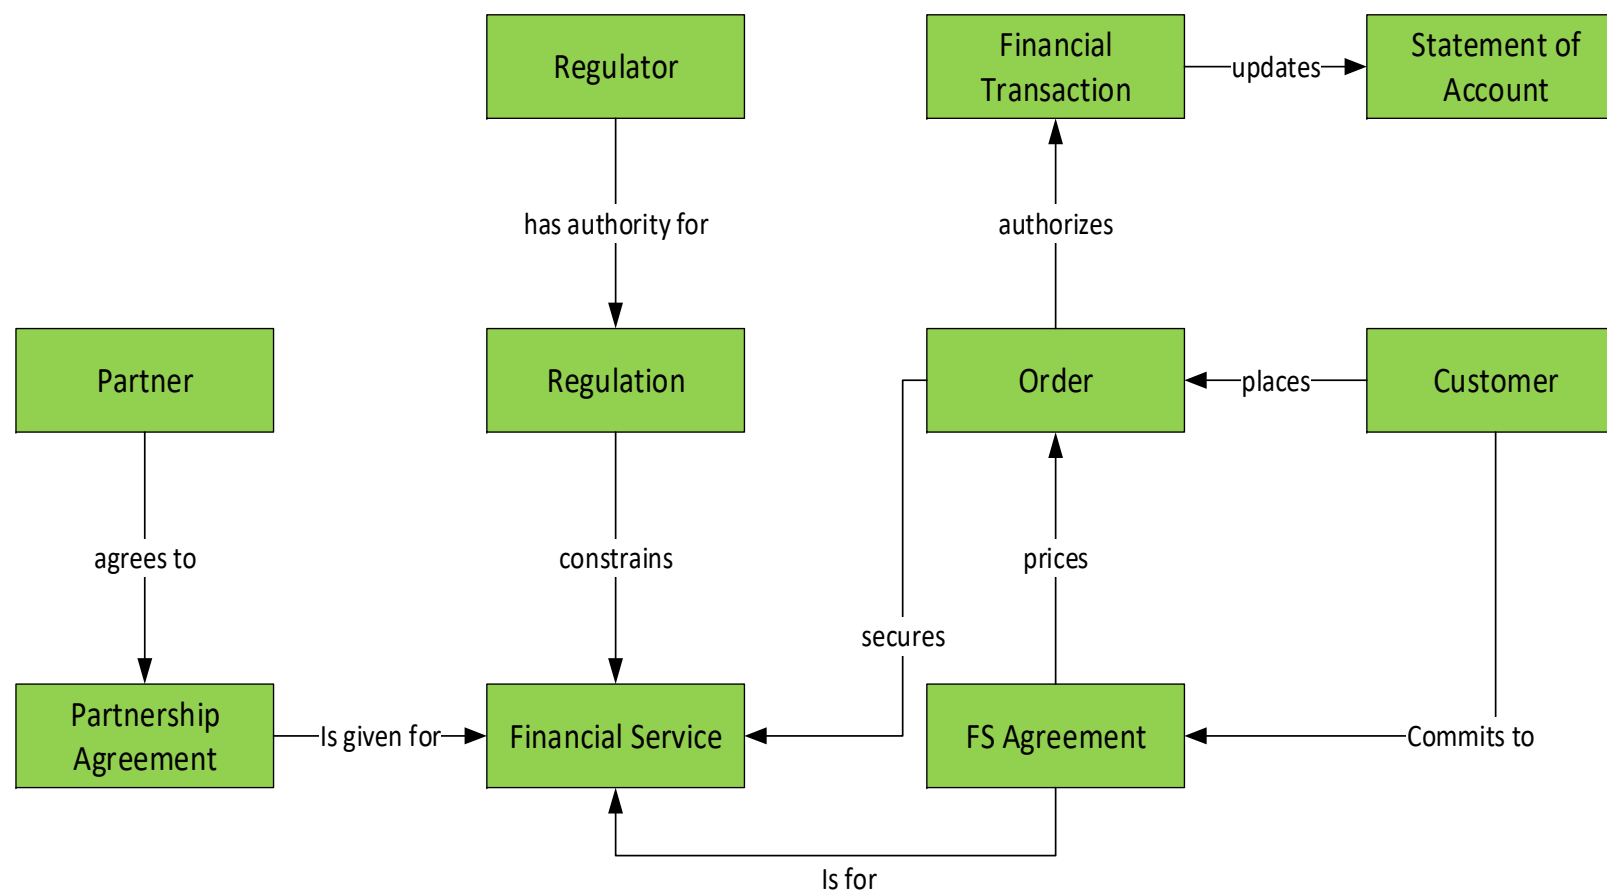 Regulator
Financial
Transaction
updates
Statement of
Account
has authority for
authorizes
Partner
Regulation
Order
places
Customer
agrees to
constrains
prices
secures
Partnership
Agreement
Is given for
Financial Service
FS Agreement
Commits to
Is for